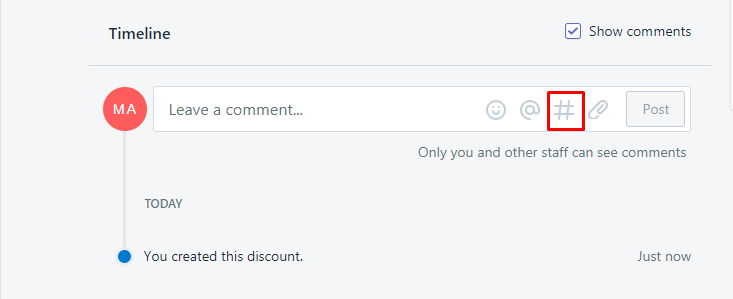 Timeline
Show comments
MA
Leave a comment...
Post
Only you and other staff can see comments
TODAY
You created this discount.
Just now